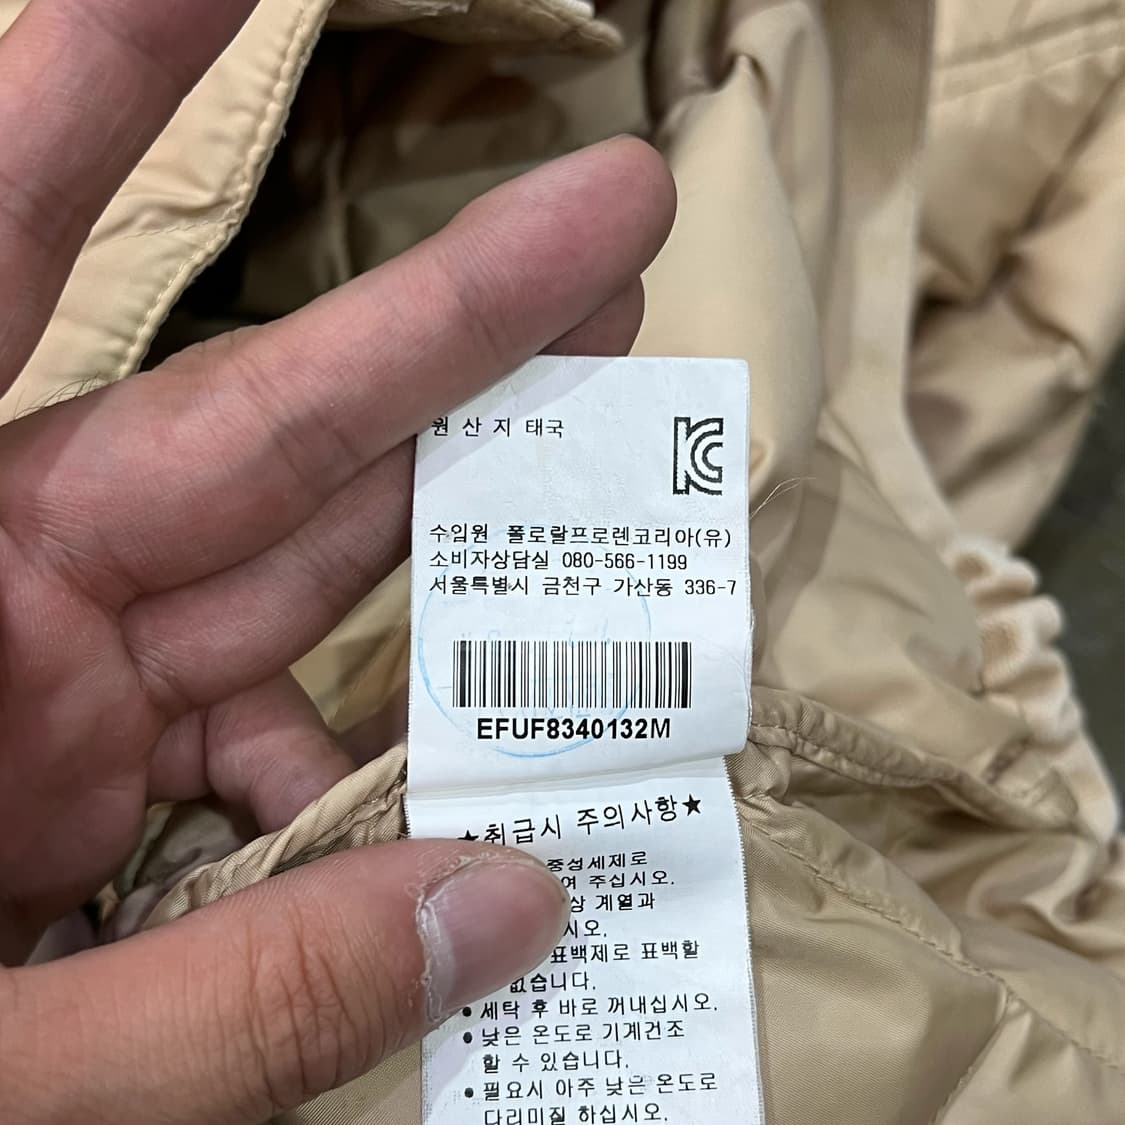 원 산 지 태국
KC
수입원 폴로랄프로렌코리아(유)
소비자상담실 080-566-1199
서울특별시 금천구 가산동 336-7
EFUF8340132M
★취급시 주의사항★
중성세제로
여 주십시오.
상 계열과
시오.
표백제로 표백할
없습니다.
• 세탁 후 바로 꺼내십시오.
• 낮은 온도로 기계건조
할 수 있습니다.
• 필요시 아주 낮은 온도로
다리미질 하십시오.